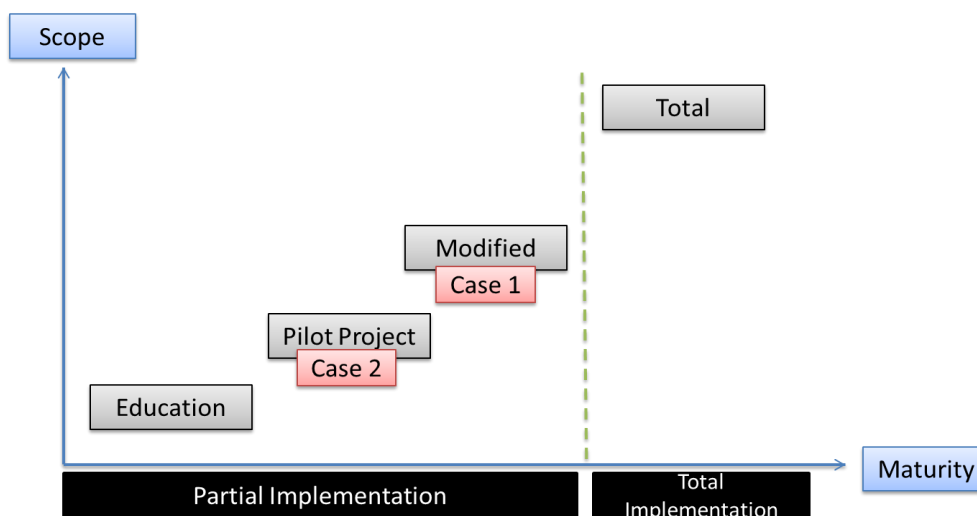 Scope
Total
Modified
Case 1
Pilot Project
Case 2
Education
Maturity
Partial Implementation
Total
Implementation